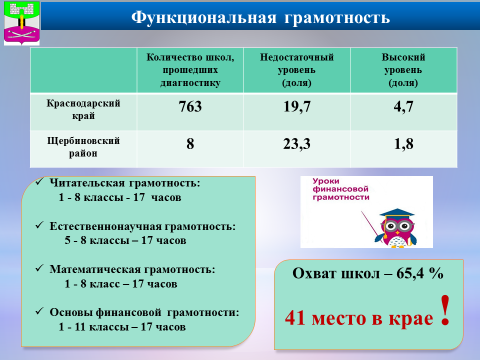 Функциональная грамотность
Количество школ,
прошедших
диагностику
Недостаточный
уровень
(доля)
Высокий
уровень
(доля)
Краснодарский
край
763
19,7
4,7
Щербиновский
район
8
23,3
1,8
✓ Читательская грамотность:
1 - 8 классы - 17 часов
✓ Естественнонаучная грамотность:
5 - 8 классы – 17 часов
✓ Математическая грамотность:
1 - 8 класс – 17 часов
✓ Основы финансовой грамотности:
1 - 11 классы – 17 часов
Уроки
финансовой
грамотности
Охват школ – 65,4 %
41 место в крае !